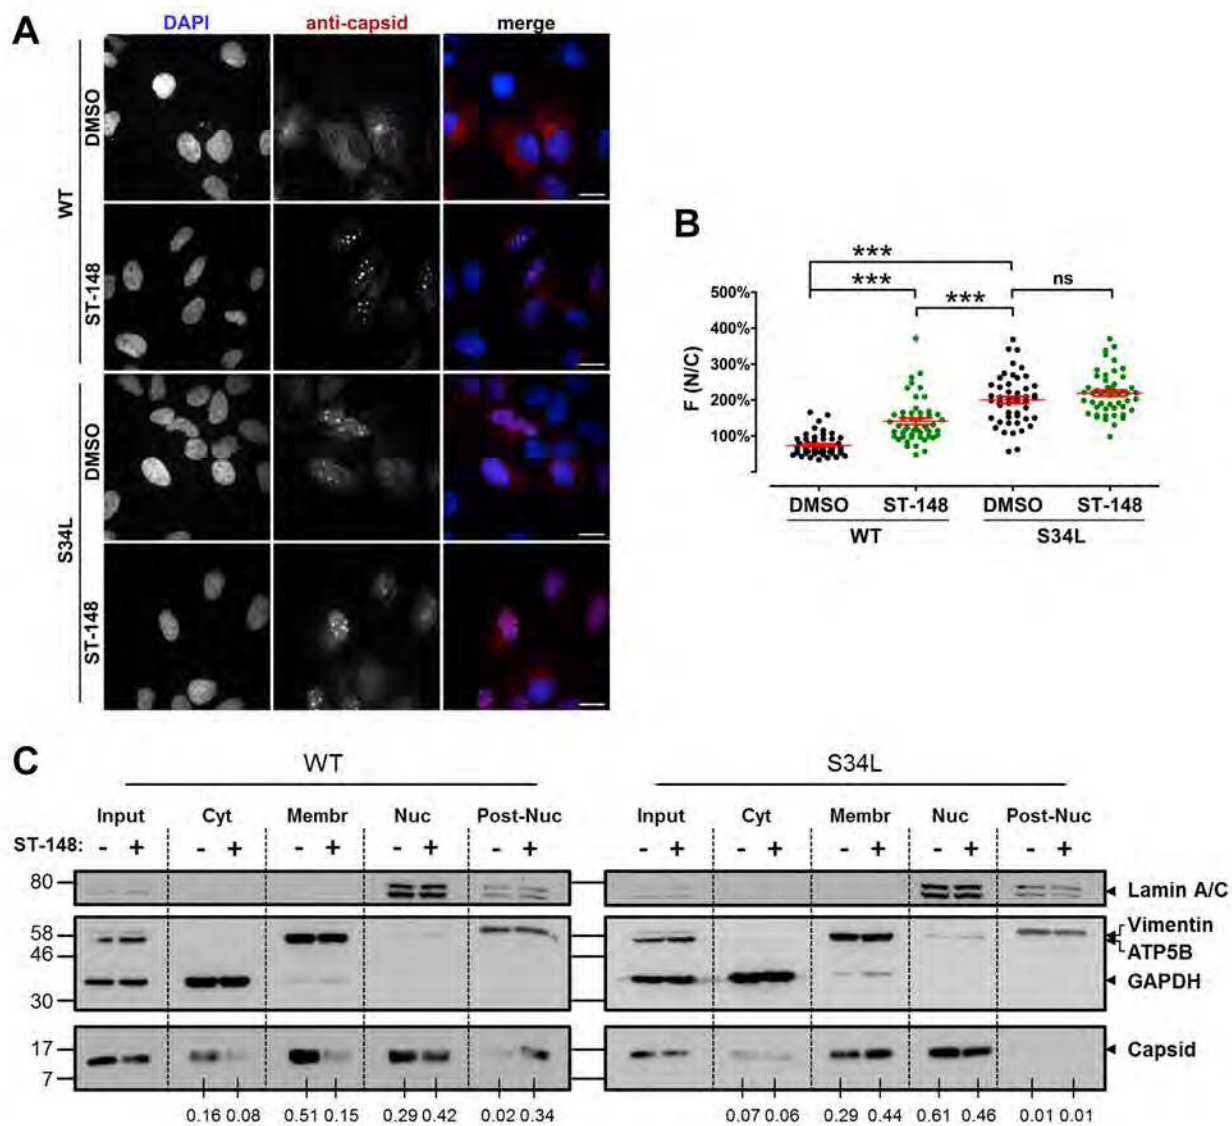 A
DAPI anti-capsid merge
WT
DMSO
ST-148
S34L
DMSO
ST-148
B
*** 
*** ns
***
500%
400%
300%
200%
100%
F (N/C)
DMSO ST-148 DMSO ST-148
WT S34L
C
WT S34L
Input Cyt Membr Nuc Post-Nuc Input Cyt Membr Nuc Post-Nuc
ST-148: - + - + - + - + - + - + - + - + - + - +
80 Lamin A/C
58 Vimentin
46 ATP5B
GAPDH
30
17 Capsid
7
0.16 0.08 0.51 0.15 0.29 0.42 0.02 0.34 0.07 0.06 0.29 0.44 0.61 0.46 0.01 0.01